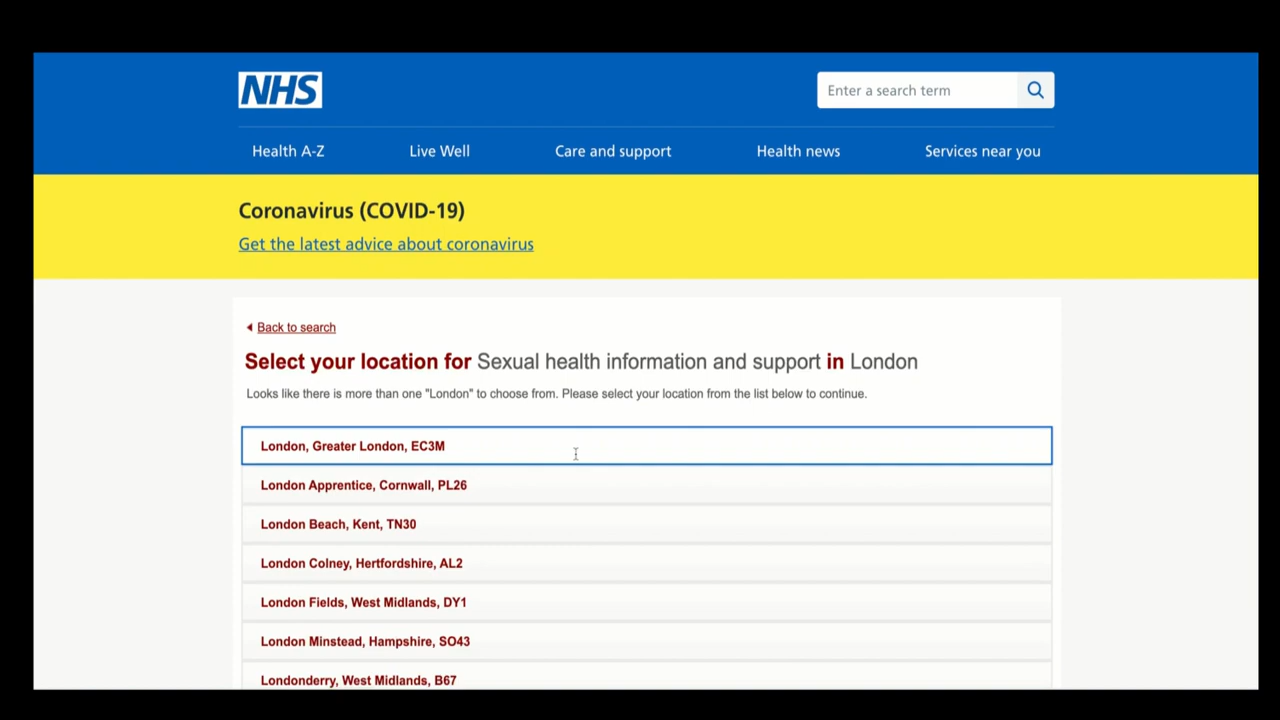 NHS
Enter a search term
Health A-Z
Live Well
Care and support
Health news
Services near you
Coronavirus (COVID-19)
Get the latest advice about coronavirus
Back to search
Select your location for Sexual health information and support in London
Looks like there is more than one "London" to choose from. Please select your location from the list below to continue.
London, Greater London, EC3M
London Apprentice, Cornwall, PL26
London Beach, Kent, TN30
London Colney, Hertfordshire, AL2
London Fields, West Midlands, DY1
London Minstead, Hampshire, SO43
Londonderry, West Midlands, B67